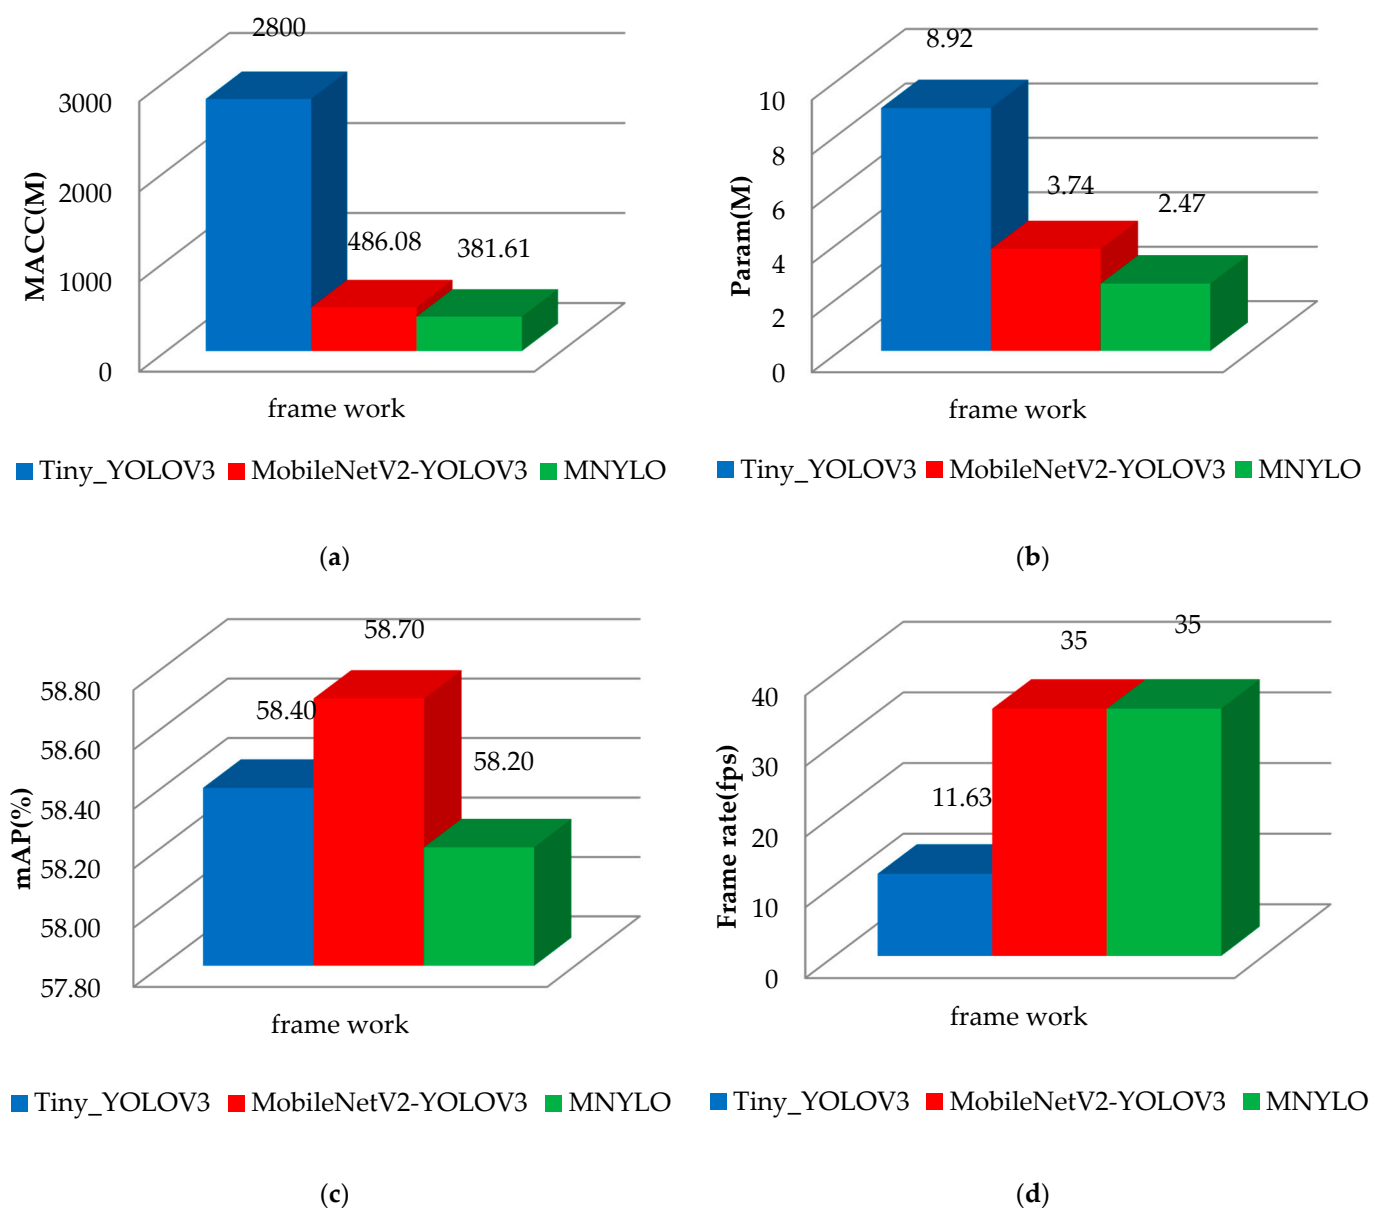 2800
3000
2000
1000
0
MACC(M)
486.08
381.61
frame work
Tiny_YOLOV3 MobileNetV2-YOLOV3 MNYLO
(a)
8.92
10
8
6
4
2
0
Param(M)
3.74
2.47
frame work
Tiny_YOLOV3 MobileNetV2-YOLOV3 MNYLO
(b)
58.70
58.80
58.60
58.40
58.20
58.00
57.80
mAP(%)
58.40
58.20
frame work
Tiny_YOLOV3 MobileNetV2-YOLOV3 MNYLO
(c)
35
35
40
30
20
10
0
Frame rate(fps)
11.63
frame work
Tiny_YOLOV3 MobileNetV2-YOLOV3 MNYLO
(d)